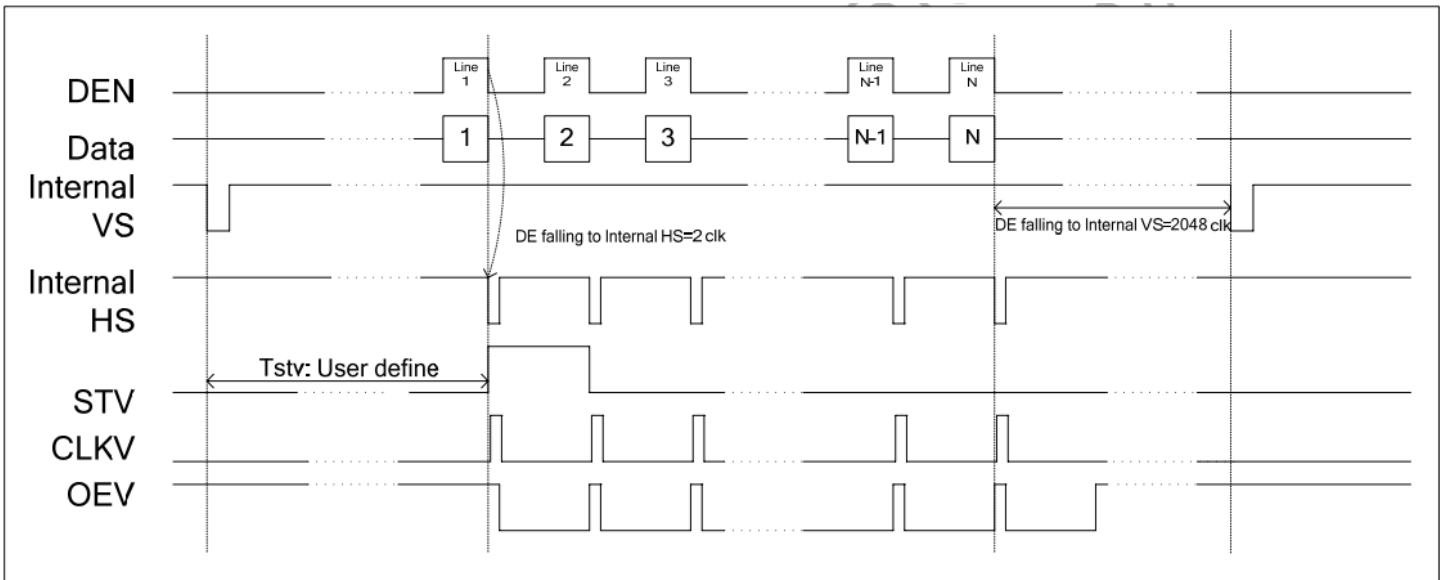 DEN
Line 1
Line 2
Line 3
Line N-1
Line N
Data
1
2
3
N-1
N
Internal VS
DE falling to Internal HS=2 clk
DE falling to Internal VS=2048 clk
Internal HS
Tstv: User define
STV
CLKV
OEV